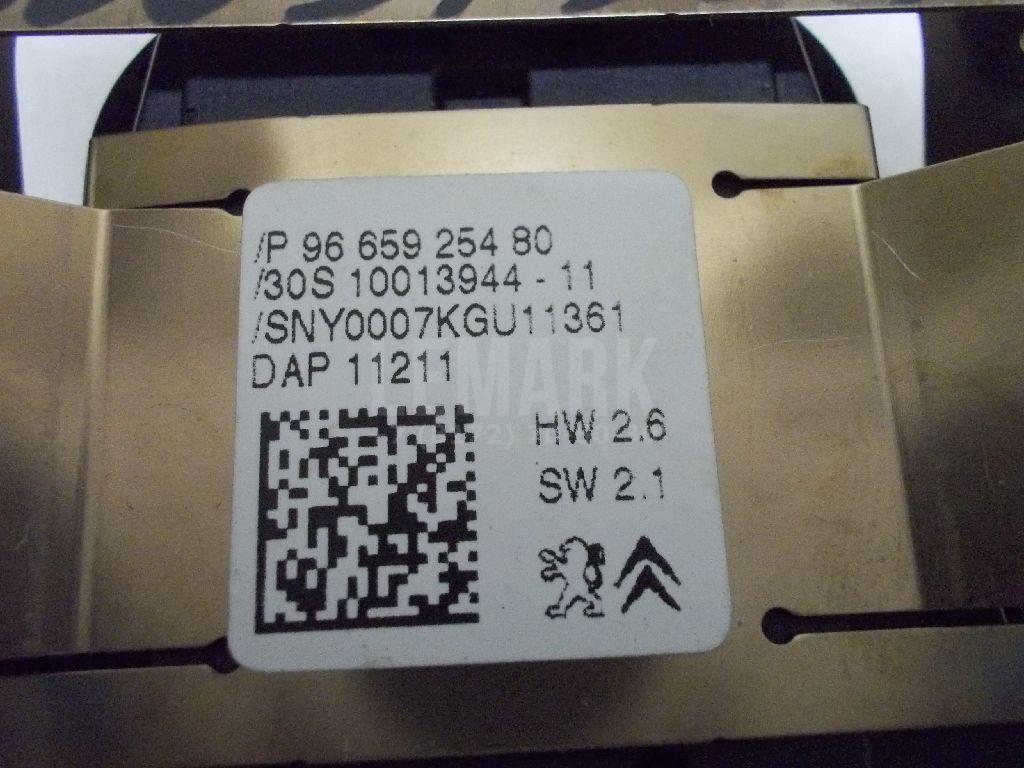 /P 96 659 254 80
/30S 10013944 - 11
/SNY0007KGU11361
DAP 11211
HW 2.6
SW 2.1